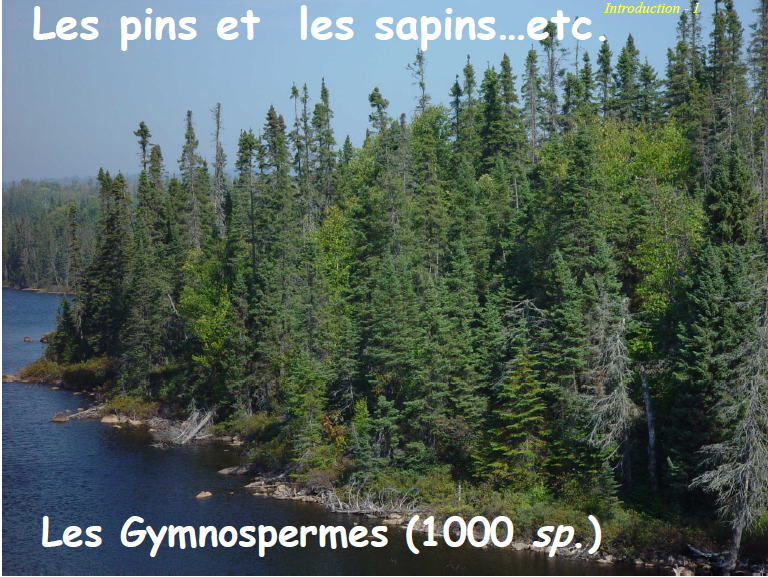 Introduction - 1
Les pins et les sapins…etc.
Les Gymnospermes (1000 sp.)